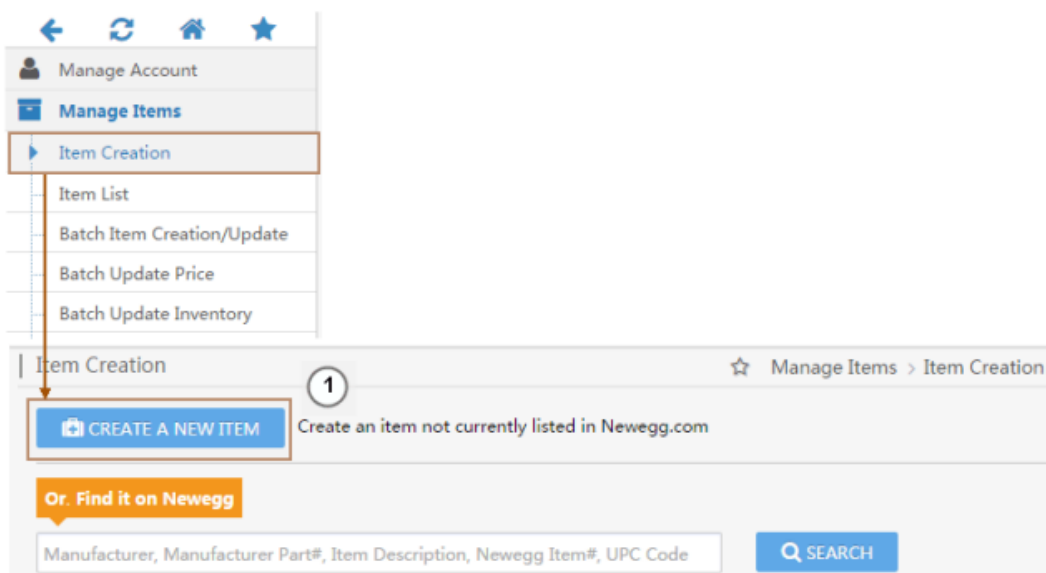 Manage Account
Manage Items
Item Creation
Item List
Batch Item Creation/Update
Batch Update Price
Batch Update Inventory
Item Creation
Manage Items > Item Creation
1
CREATE A NEW ITEM
Create an item not currently listed in Newegg.com
Or. Find it on Newegg
Manufacturer, Manufacturer Part#, Item Description, Newegg Item#, UPC Code
SEARCH